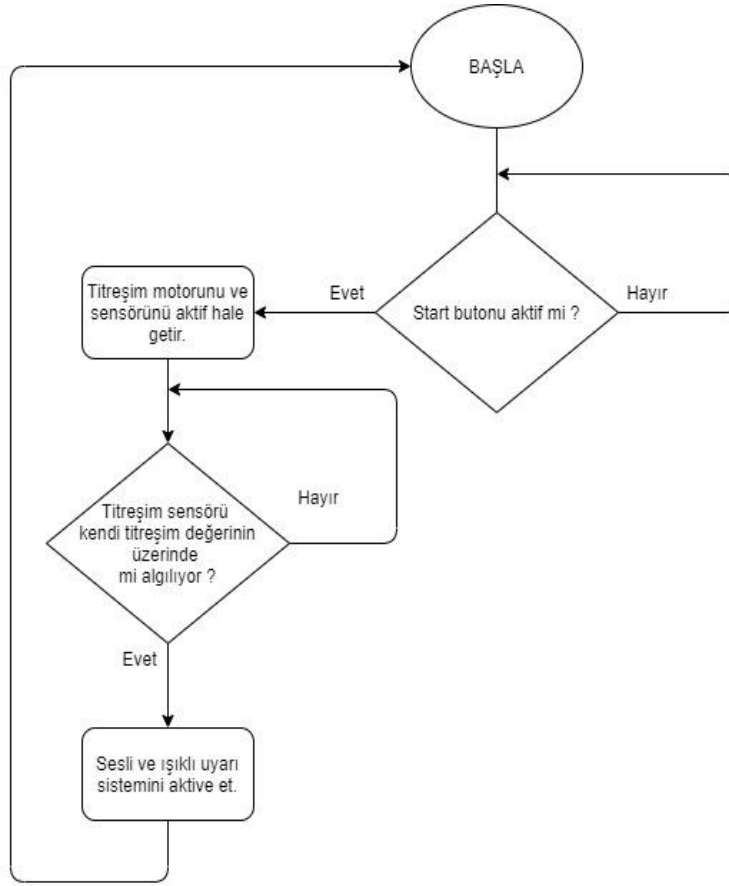 BAŞLA
Start butonu aktif mi ?
Evet
Hayır
Titreşim motorunu ve
sensörünü aktif hale
getir.
Titreşim sensörü
kendi titreşim değerinin
üzerinde
mi algılıyor ?
Hayır
Evet
Sesli ve ışıklı uyarı
sistemini aktive et.